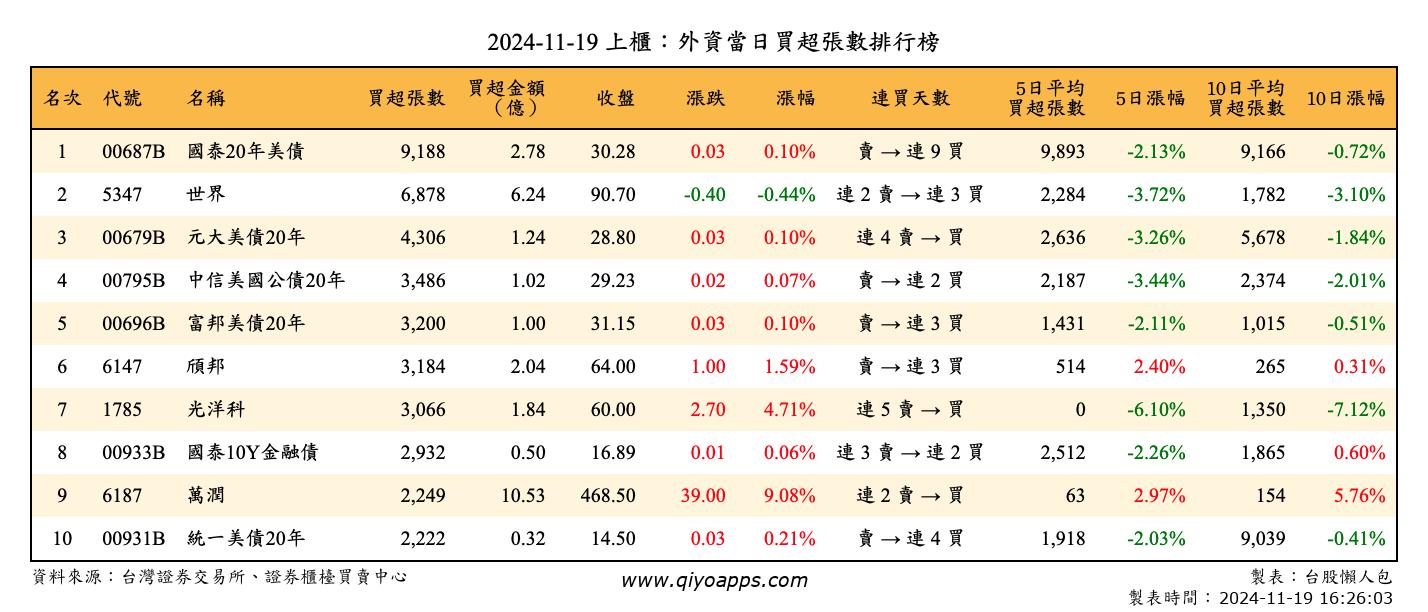 2024-11-19 上櫃：外資當日買超張數排行榜
名次 代號 名稱 買超張數 買超金額（億） 收盤 漲跌 漲幅 連買天數 5日平均買超張數 5日漲幅 10日平均買超張數 10日漲幅
1 00687B 國泰20年美債 9,188 2.78 30.28 0.03 0.10% 賣 → 連 9 買 9,893 -2.13% 9,166 -0.72%
2 5347 世界 6,878 6.24 90.70 -0.40 -0.44% 連 2 賣 → 連 3 買 2,284 -3.72% 1,782 -3.10%
3 00679B 元大美債20年 4,306 1.24 28.80 0.03 0.10% 連 4 賣 → 買 2,636 -3.26% 5,678 -1.84%
4 00795B 中信美國公債20年 3,486 1.02 29.23 0.02 0.07% 賣 → 連 2 買 2,187 -3.44% 2,374 -2.01%
5 00696B 富邦美債20年 3,200 1.00 31.15 0.03 0.10% 賣 → 連 3 買 1,431 -2.11% 1,015 -0.51%
6 6147 頎邦 3,184 2.04 64.00 1.00 1.59% 賣 → 連 3 買 514 2.40% 265 0.31%
7 1785 光洋科 3,066 1.84 60.00 2.70 4.71% 連 5 賣 → 買 0 -6.10% 1,350 -7.12%
8 00933B 國泰10Y金融債 2,932 0.50 16.89 0.01 0.06% 連 3 賣 → 連 2 買 2,512 -2.26% 1,865 0.60%
9 6187 萬潤 2,249 10.53 468.50 39.00 9.08% 連 2 賣 → 買 63 2.97% 154 5.76%
10 00931B 統一美債20年 2,222 0.32 14.50 0.03 0.21% 賣 → 連 4 買 1,918 -2.03% 9,039 -0.41%
資料來源：台灣證券交易所、證券櫃檯買賣中心 www.qiyoapps.com 製表：台股懶人包
製表時間：2024-11-19 16:26:03